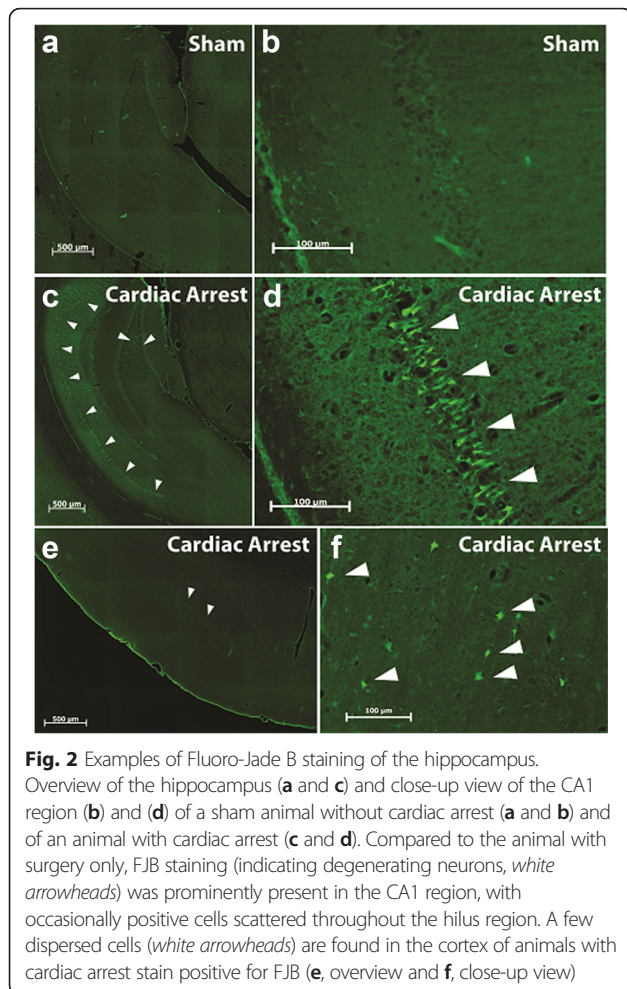 a Sham
b Sham
500 µm
100 µm
c Cardiac Arrest
d Cardiac Arrest
500 µm
100 µm
e Cardiac Arrest
f Cardiac Arrest
500 µm
100 µm
Fig. 2 Examples of Fluoro-Jade B staining of the hippocampus.
Overview of the hippocampus (a and c) and close-up view of the CA1
region (b) and (d) of a sham animal without cardiac arrest (a and b) and
of an animal with cardiac arrest (c and d). Compared to the animal with
surgery only, FJB staining (indicating degenerating neurons, white
arrowheads) was prominently present in the CA1 region, with
occasionally positive cells scattered throughout the hilus region. A few
dispersed cells (white arrowheads) are found in the cortex of animals with
cardiac arrest stain positive for FJB (e, overview and f, close-up view)